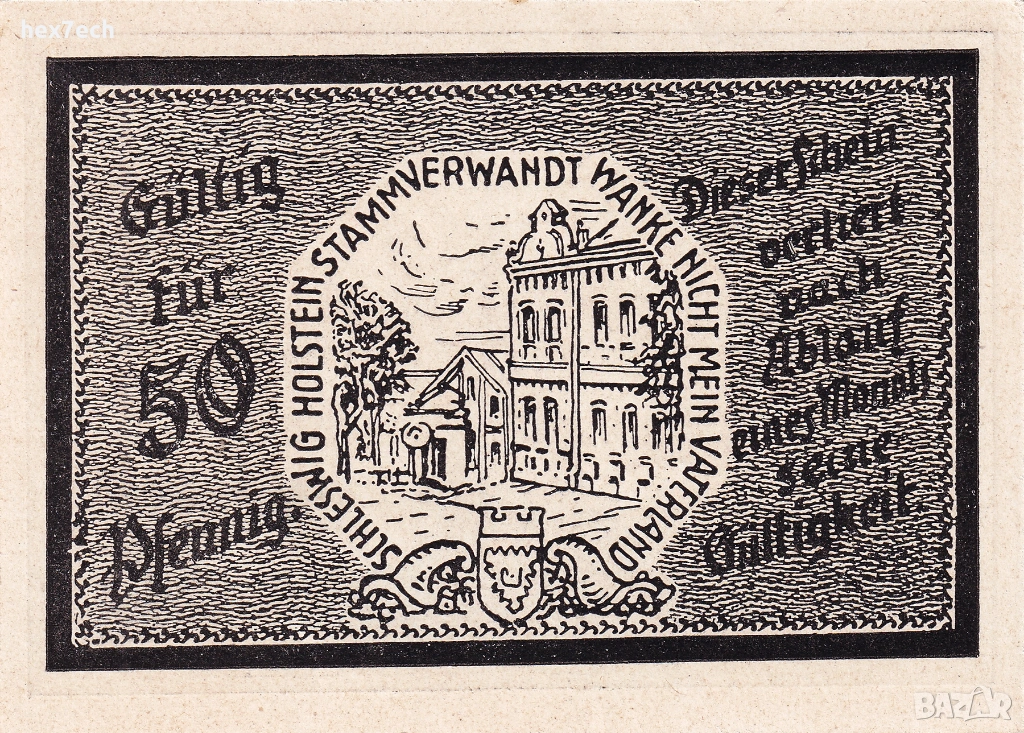 hex7ech
Gültig
für
50
Pfennig.
SCHLESWIG HOLSTEIN STAMMVERWANDT WANKE NICHT MEIN VATERLAND
Dieser Schein
verliert
nach
Ablauf
eines Monats
seine
Gültigkeit.
BAZAR